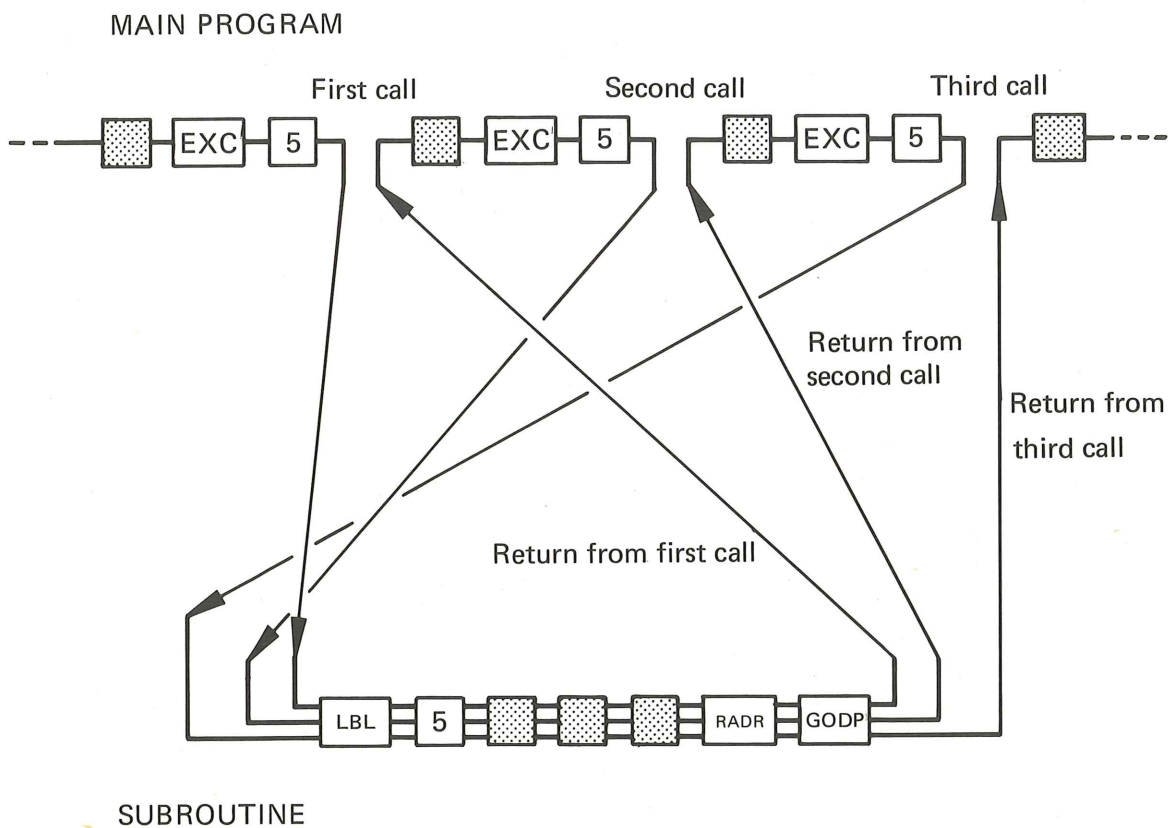 MAIN PROGRAM
First call
Second call
Third call
EXC 5 EXC 5 EXC 5
Return from
second call
Return from
third call
Return from first call
LBL 5 RADR GODP
SUBROUTINE